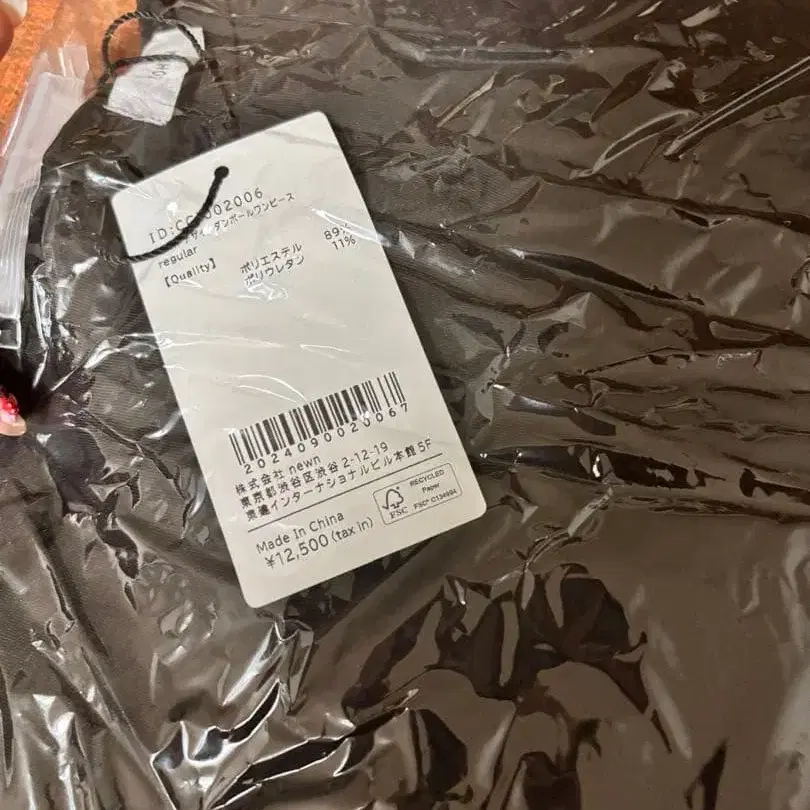 ダンボールワンピース
regular
【Quality】 ポリエステル 89%
ポリウレタン 11%
2024090020067
株式会社 newn
東京都渋谷区渋谷 2-12-19
東建インターナショナルビル本館 5F
RECYCLED
Paper
FSC
FSC® C134994
Made In China
¥12,500(tax in)